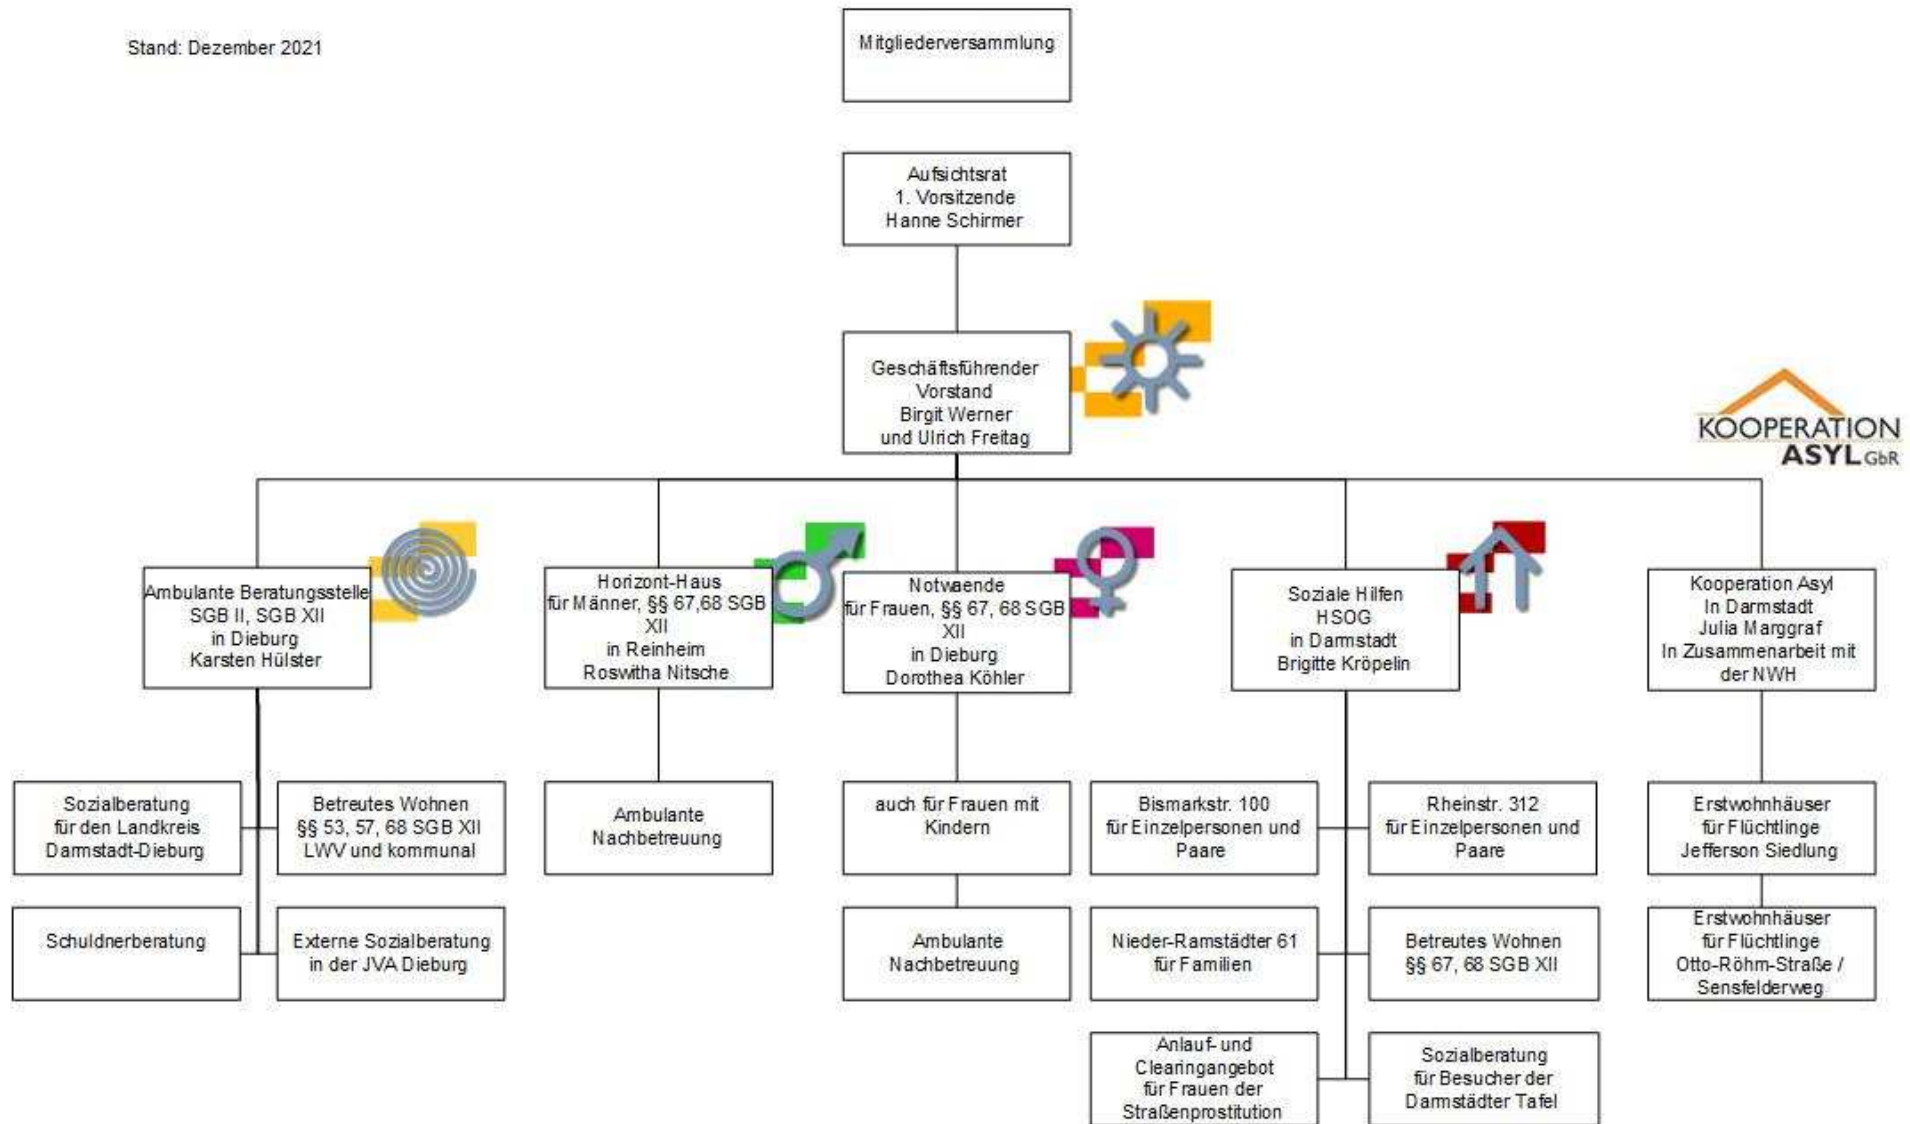 Stand: Dezember 2021
Mitgliederversammlung
Aufsichtsrat
1. Vorsitzende
Hanne Schirmer
Geschäftsführender
Vorstand
Birgit Werner
und Ulrich Freitag
KOOPERATION
ASYL GbR
Ambulante Beratungsstelle
SGB II, SGB XII
in Dieburg
Karsten Hülster
Horizont-Haus
für Männer, §§ 67,68 SGB
XII
in Reinheim
Roswitha Nitsche
Notwaende
für Frauen, §§ 67, 68 SGB
XII
in Dieburg
Dorothea Köhler
Soziale Hilfen
HSOG
in Darmstadt
Brigitte Kröpelin
Kooperation Asyl
In Darmstadt
Julia Marggraf
In Zusammenarbeit mit
der NWH
Sozialberatung
für den Landkreis
Darmstadt-Dieburg
Betreutes Wohnen
§§ 53, 57, 68 SGB XII
LWV und kommunal
Ambulante
Nachbetreuung
auch für Frauen mit
Kindern
Bismarkstr. 100
für Einzelpersonen und
Paare
Rheinstr. 312
für Einzelpersonen und
Paare
Erstwohnhäuser
für Flüchtlinge
Jefferson Siedlung
Schuldnerberatung
Externe Sozialberatung
in der JVA Dieburg
Ambulante
Nachbetreuung
Nieder-Ramstädter 61
für Familien
Betreutes Wohnen
§§ 67, 68 SGB XII
Erstwohnhäuser
für Flüchtlinge
Otto-Röhm-Straße /
Sensfelderweg
Anlauf- und
Clearingangebot
für Frauen der
Straßenprostitution
Sozialberatung
für Besucher der
Darmstädter Tafel